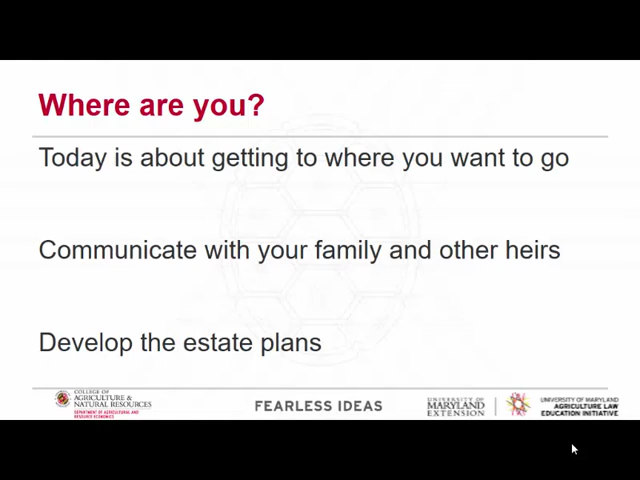 Where are you?
Today is about getting to where you want to go
Communicate with your family and other heirs
Develop the estate plans
COLLEGE OF
AGRICULTURE &
NATURAL RESOURCES
DEPARTMENT OF AGRICULTURAL AND
RESOURCE ECONOMICS
FEARLESS IDEAS
UNIVERSITY OF
MARYLAND
EXTENSION
UNIVERSITY OF MARYLAND
AGRICULTURE LAW
EDUCATION INITIATIVE